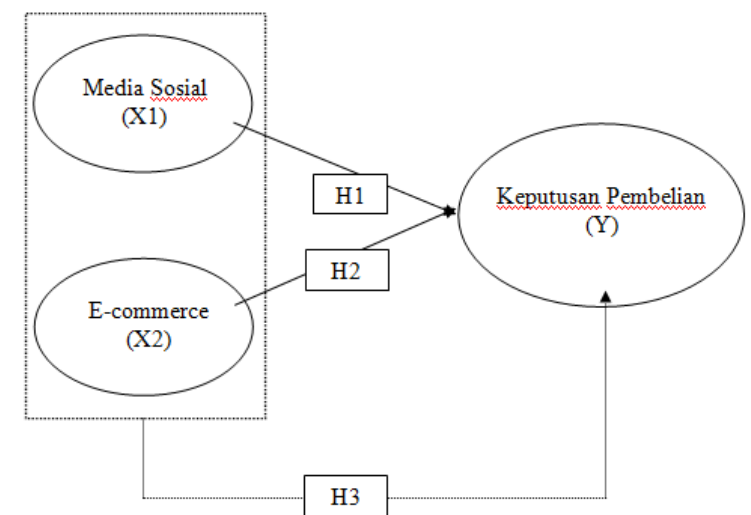 Media Sosial
(X1)
H1
Keputusan Pembelian
(Y)
H2
E-commerce
(X2)
H3